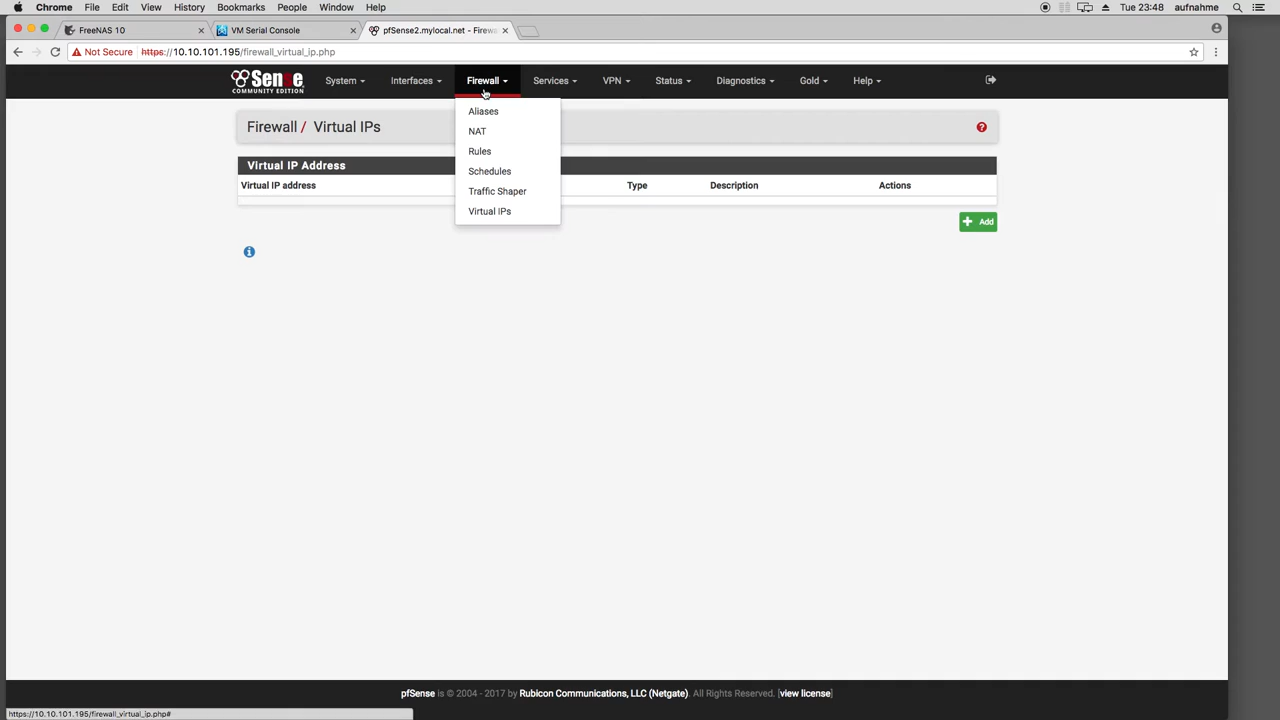 Chrome File Edit View History Bookmarks People Window Help Tue 23:48 aufnahme
FreeNAS 10 VM Serial Console pfSense2.mylocal.net - Firewa
Not Secure https://10.10.101.195/firewall_virtual_ip.php
Sense
COMMUNITY EDITION
System Interfaces Firewall Services VPN Status Diagnostics Gold Help
Aliases
NAT
Rules
Schedules
Traffic Shaper
Virtual IPs
Firewall / Virtual IPs
Virtual IP Address
Virtual IP address Type Description Actions
Add
pfSense is © 2004 - 2017 by Rubicon Communications, LLC (Netgate). All Rights Reserved. [view license]
https://10.10.101.195/firewall_virtual_ip.php#